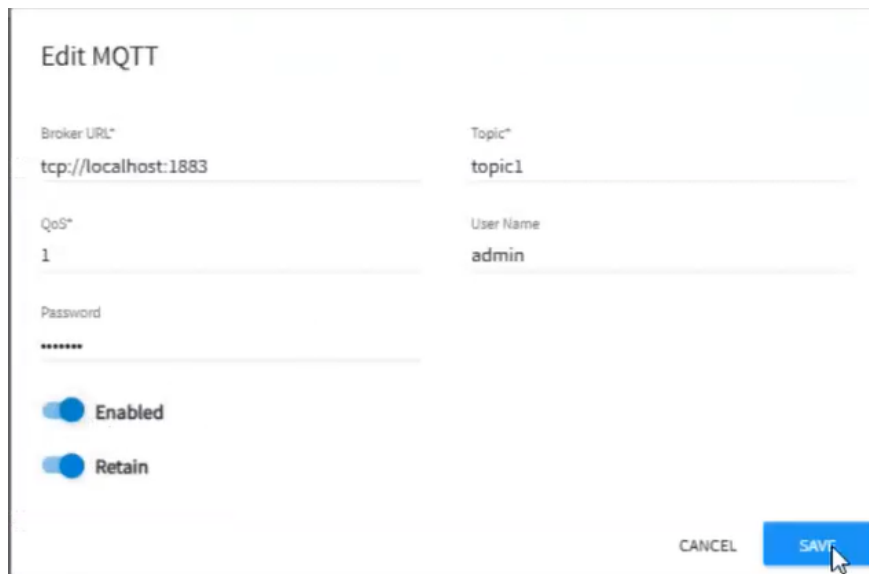 Edit MQTT
Broker URL*
Topic*
tcp://localhost:1883
topic1
QoS*
User Name
1
admin
Password
•••••••
Enabled
Retain
CANCEL
SAVE